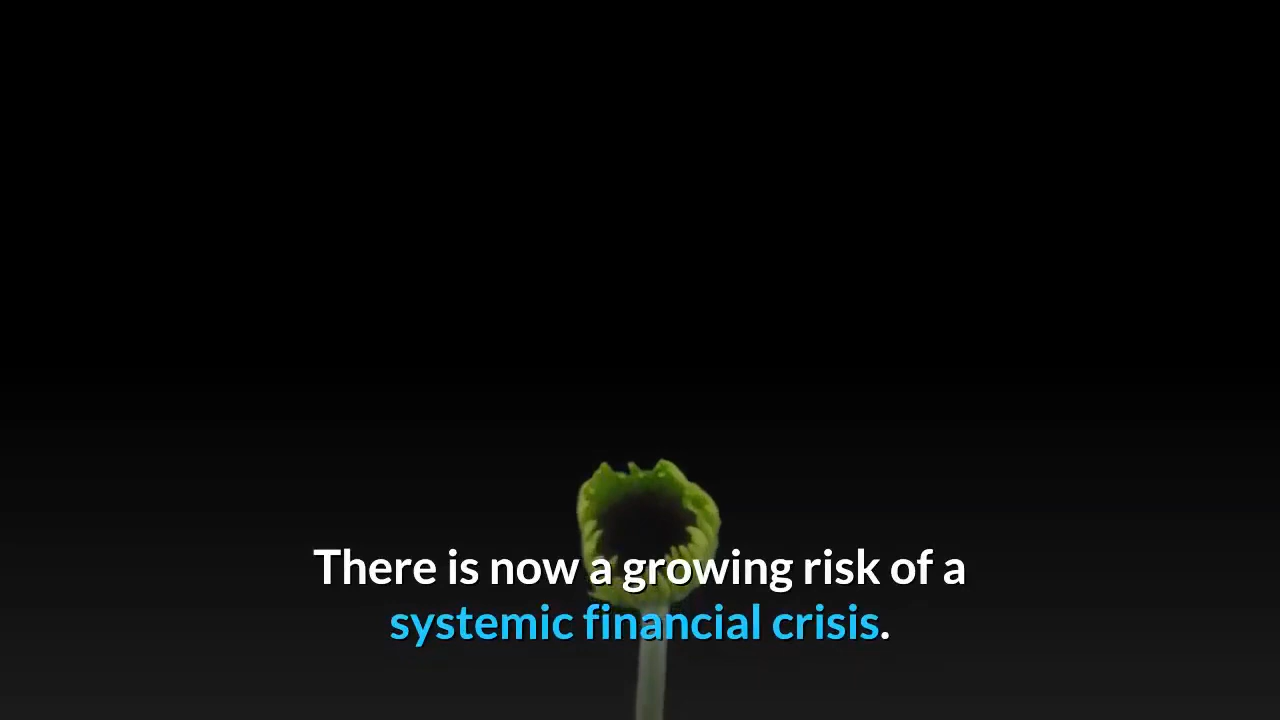 There is now a growing risk of a
systemic financial crisis.